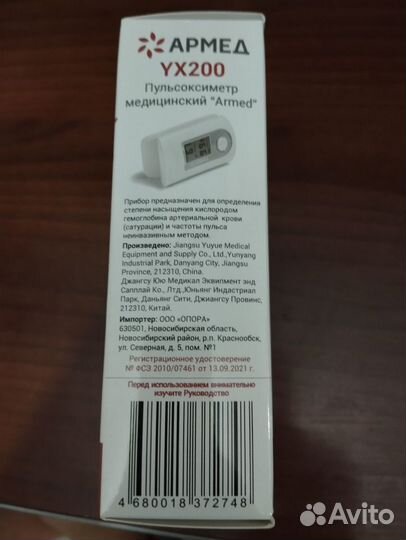 АРМЕД
YX200
Пульсоксиметр
медицинский "Armed"
Прибор предназначен для определения
степени насыщения кислородом
гемоглобина артериальной крови
(сатурации) и частоты пульса
неинвазивным методом.
Произведено: Jiangsu Yuyue Medical
Equipment and Supply Co., Ltd.,Yunyang
Industrial Park, Danyang City, Jiangsu
Province, 212310, China.
Джангсу Юю Медикал Эквипмент энд
Сапплай Ко., Лтд.,Юньянг Индастриал
Парк, Даньянг Сити, Джиангсу Провинс,
212310, Китай.
Импортер: ООО «ОПОРА»
630501, Новосибирская область,
Новосибирский район, р.п. Краснообск,
ул. Северная, д. 5, пом. №1
Регистрационное удостоверение
№ ФСЗ 2010/07461 от 13.09.2021 г.
Перед использованием внимательно
изучите Руководство
4 680018 372748
Avito